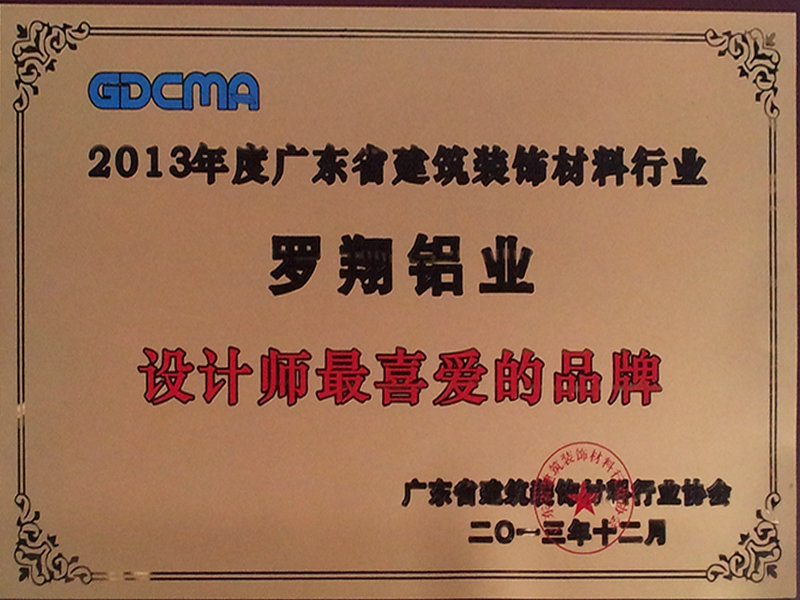 GDCMA
2013年度广东省建筑装饰材料行业
罗翔铝业
设计师最喜爱的品牌
广东省建筑装饰材料行业协会
二〇一三年十二月